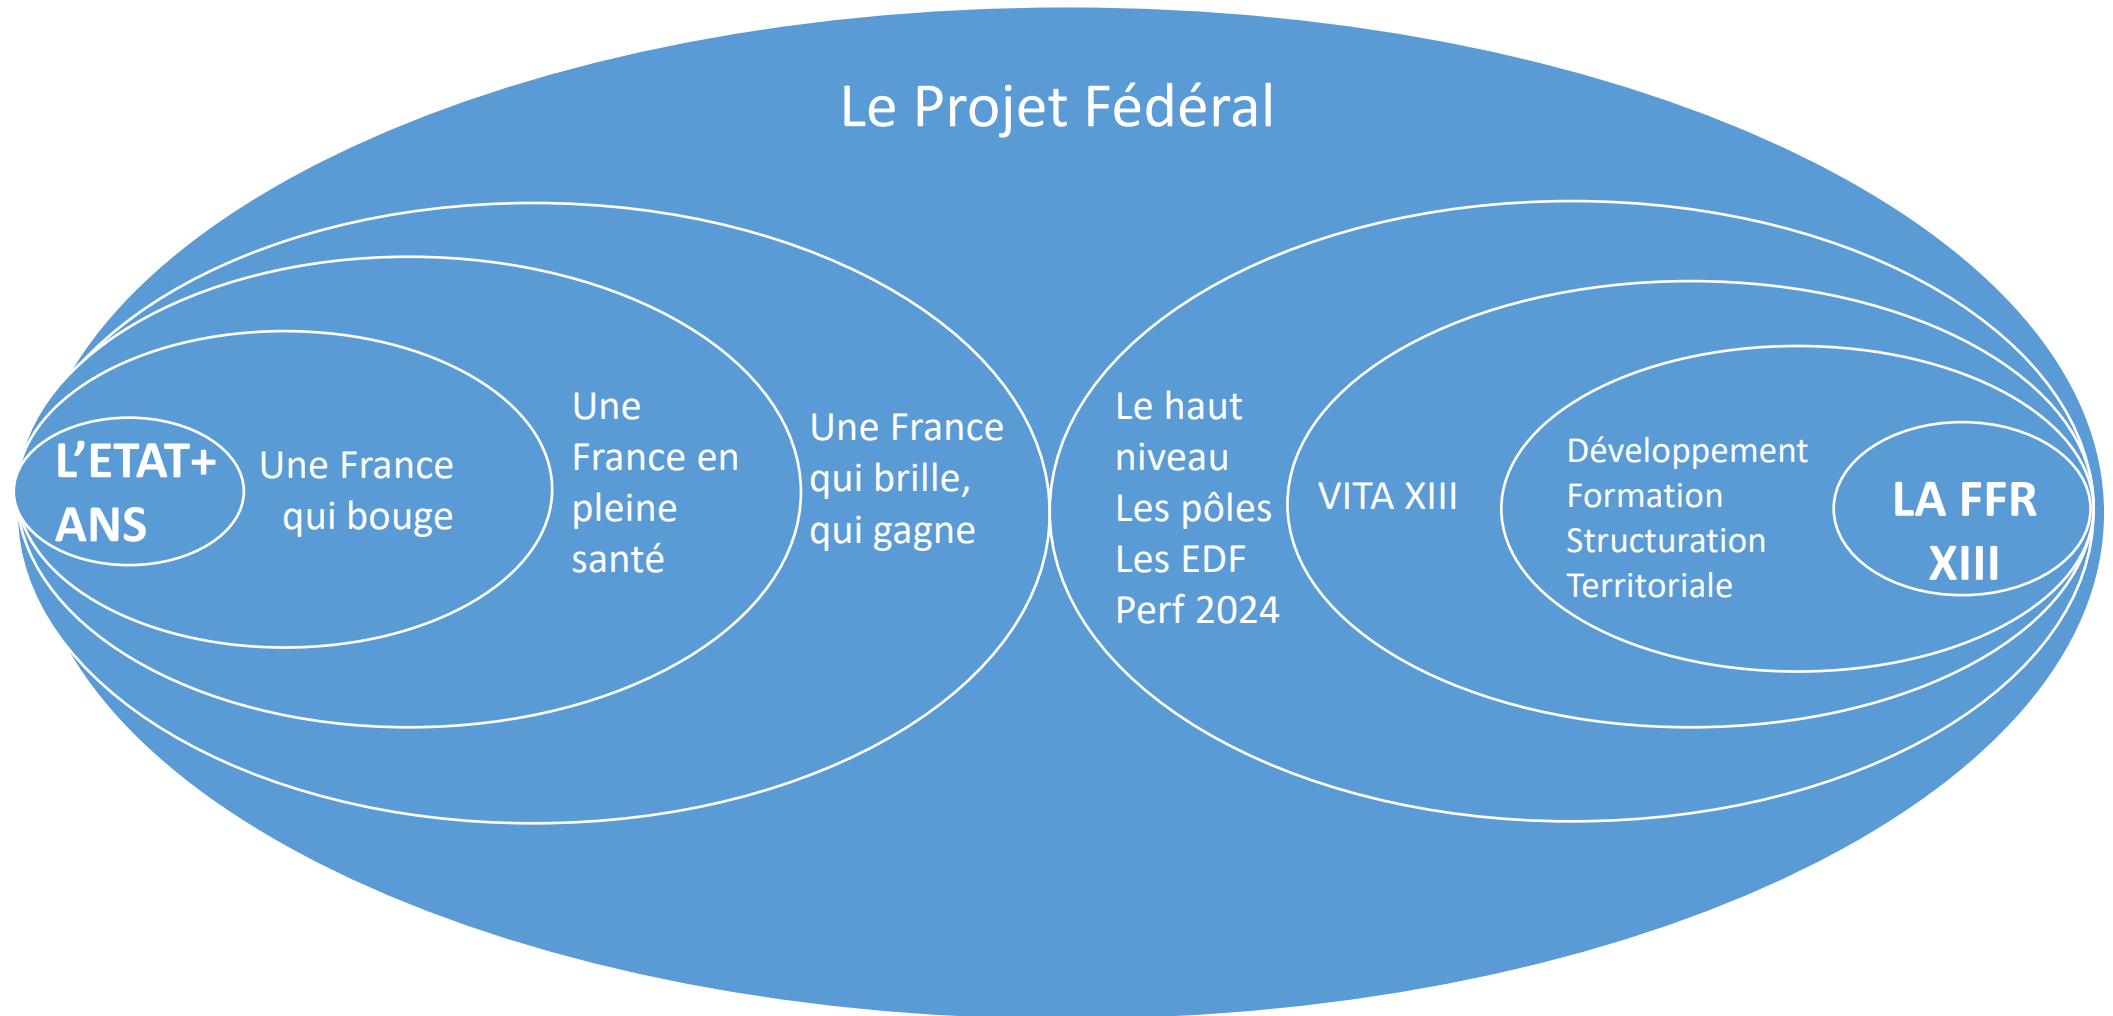 Le Projet Fédéral
L’ETAT+
ANS
Une France
qui bouge
Une
France en
pleine
santé
Une France
qui brille,
qui gagne
Le haut
niveau
Les pôles
Les EDF
Perf 2024
VITA XIII
Développement
Formation
Structuration
Territoriale
LA FFR
XIII